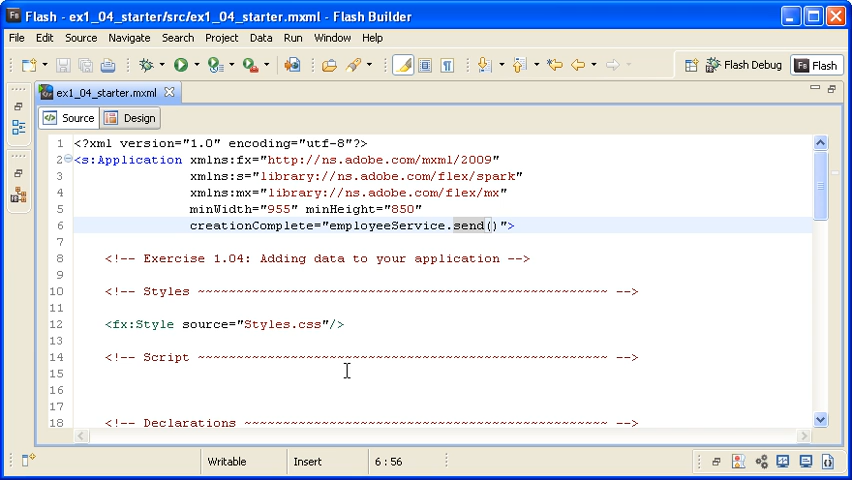 Flash - ex1_04_starter/src/ex1_04_starter.mxml - Flash Builder
File Edit Source Navigate Search Project Data Run Window Help
Flash Debug Flash
ex1_04_starter.mxml
Source Design
1 <?xml version="1.0" encoding="utf-8"?>
2 <s:Application xmlns:fx="http://ns.adobe.com/mxml/2009"
3 xmlns:s="library://ns.adobe.com/flex/spark"
4 xmlns:mx="library://ns.adobe.com/flex/mx"
5 minWidth="955" minHeight="850"
6 creationComplete="employeeService.send()">
7
8 <!-- Exercise 1.04: Adding data to your application -->
9
10 <!-- Styles ~~~~~~~~~~~~~~~~~~~~~~~~~~~~~~~~~~~~~~~~~~~~~~~~~~~~~ -->
11
12 <fx:Style source="Styles.css"/>
13
14 <!-- Script ~~~~~~~~~~~~~~~~~~~~~~~~~~~~~~~~~~~~~~~~~~~~~~~~~~~~~ -->
15
16
17
18 <!-- Declarations ~~~~~~~~~~~~~~~~~~~~~~~~~~~~~~~~~~~~~~~~~~~~~~~ -->
Writable Insert 6 : 56